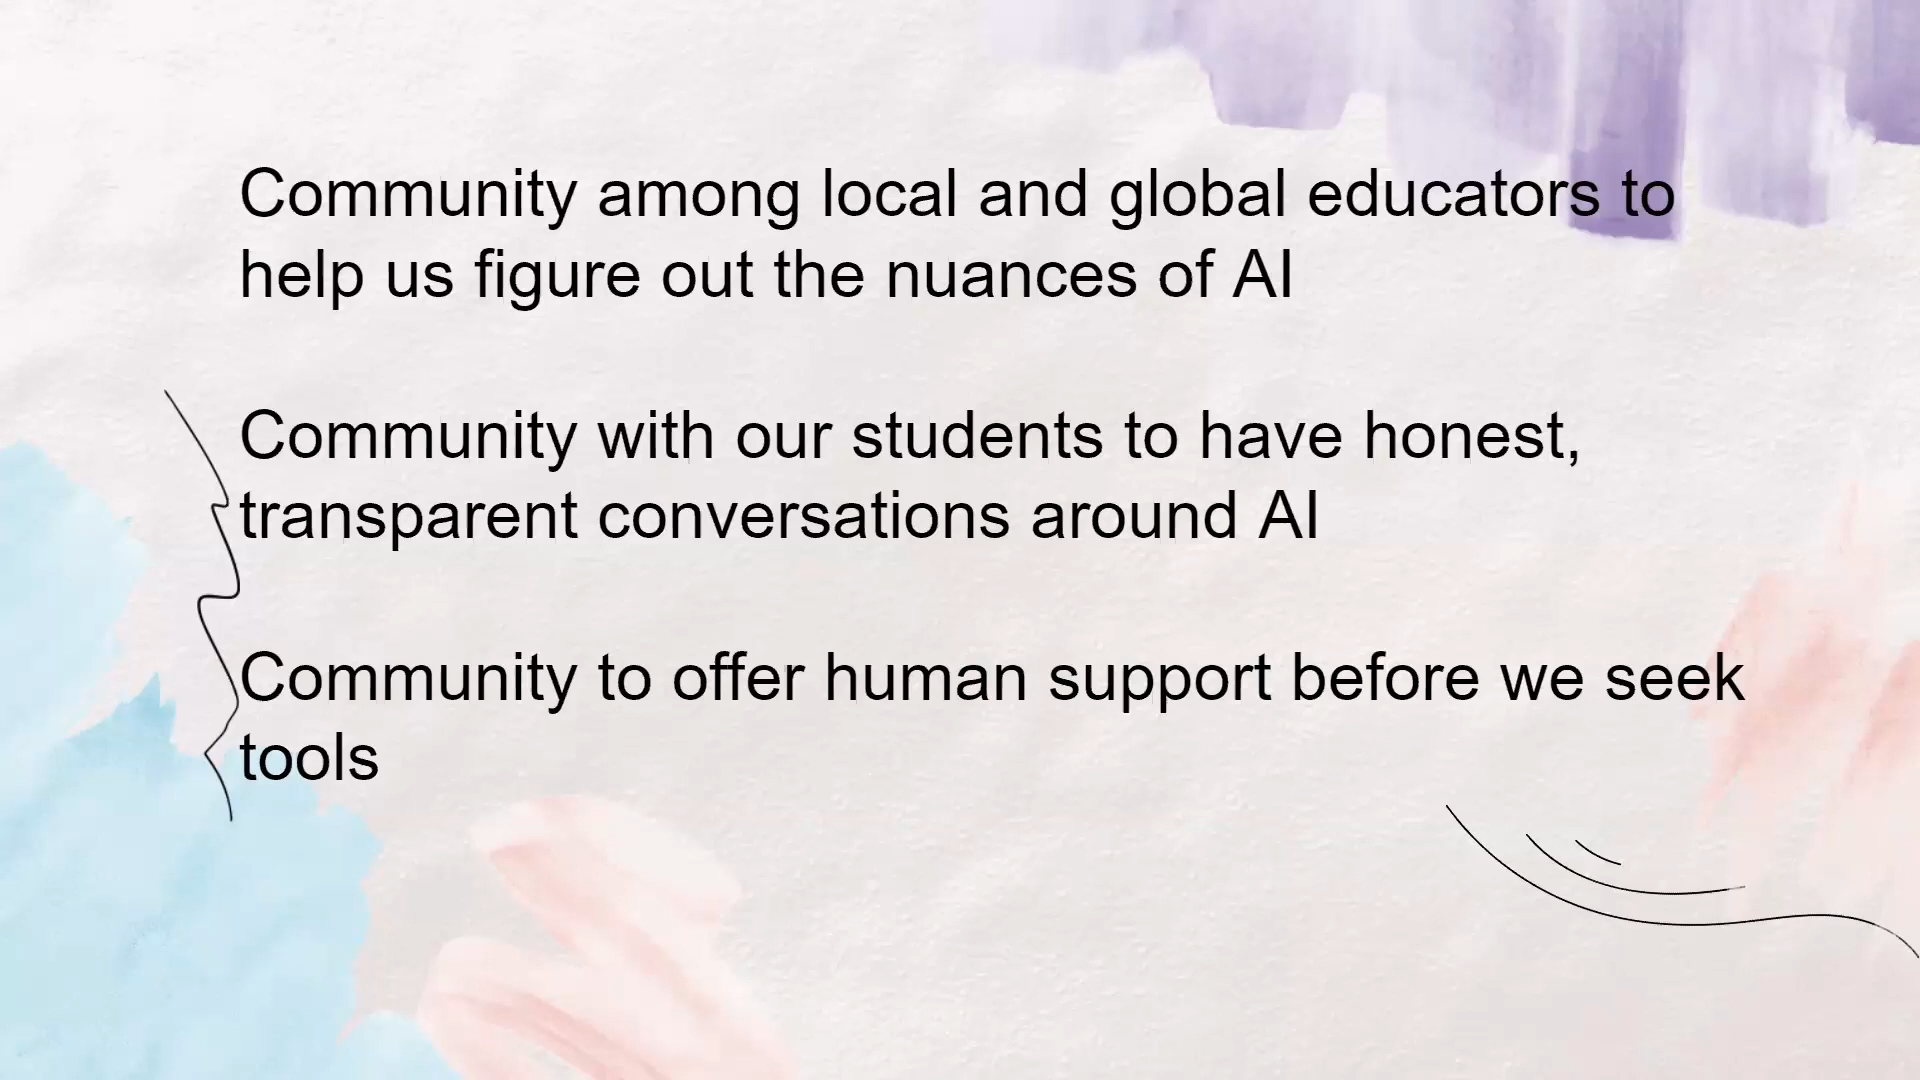 Community among local and global educators to
help us figure out the nuances of AI
Community with our students to have honest,
transparent conversations around AI
Community to offer human support before we seek
tools